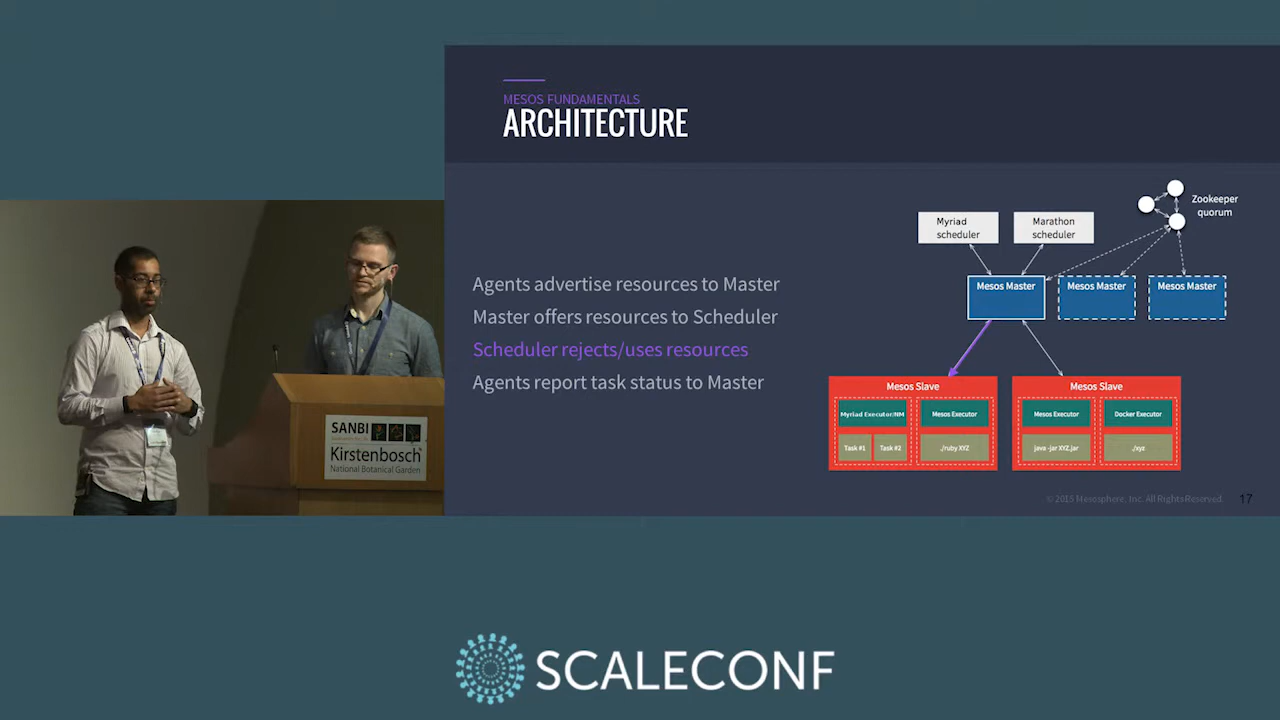 MESOS FUNDAMENTALS
ARCHITECTURE
Agents advertise resources to Master
Master offers resources to Scheduler
Scheduler rejects/uses resources
Agents report task status to Master
Zookeeper
quorum
Myriad
scheduler
Marathon
scheduler
Mesos Master
Mesos Master
Mesos Master
Mesos Slave
Myriad Executor/NM
Mesos Executor
Task #1
Task #2
./ruby XYZ
Mesos Slave
Mesos Executor
Docker Executor
java -jar XYZ.jar
./xyz
© 2015 Mesosphere, Inc. All Rights Reserved.
17
SANBI
Kirstenbosch
National Botanical Garden
SCALECONF